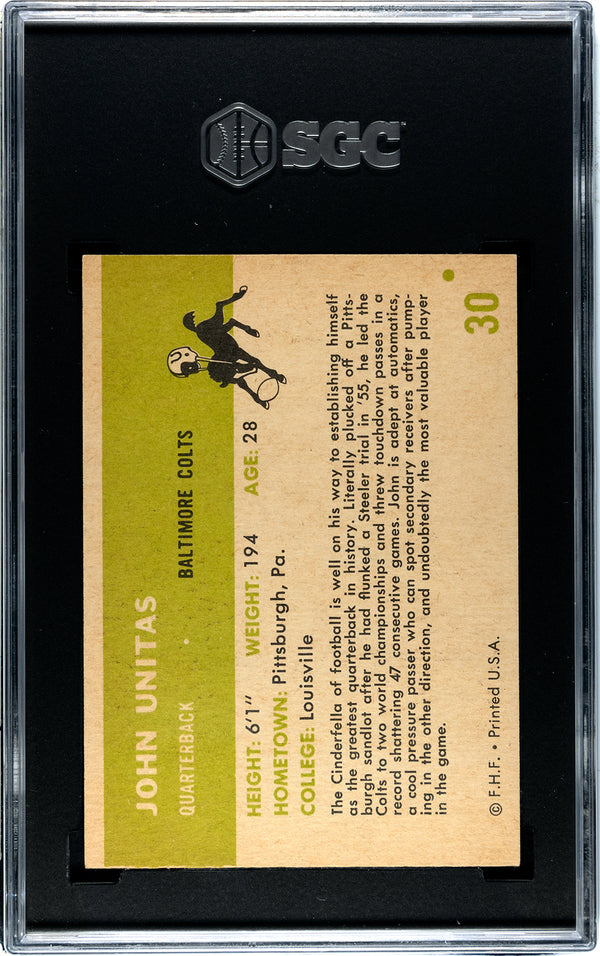 SGC
JOHN UNITAS
QUARTERBACK
BALTIMORE COLTS
HEIGHT: 6'1" WEIGHT: 194 AGE: 28
HOMETOWN: Pittsburgh, Pa.
COLLEGE: Louisville
The Cinderfella of football is well on his way to establishing himself
as the greatest quarterback in history. Literally plucked off a Pitts-
burgh sandlot after he had flunked a Steeler trial in '55, he led the
Colts to two world championships and threw touchdown passes in a
record shattering 47 consecutive games. John is adept at automatics,
a cool pressure passer who can spot secondary receivers after pump-
ing in the other direction, and undoubtedly the most valuable player
in the game.
© F.H.F. • Printed U.S.A.
30